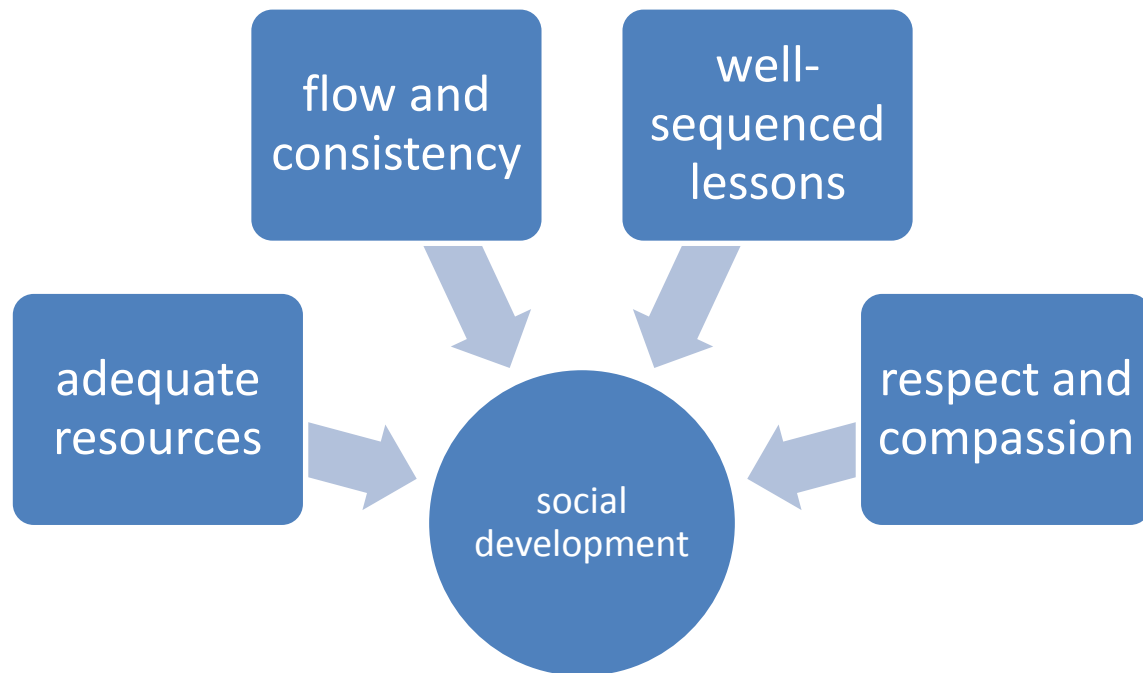 flow and
consistency
well-
sequenced
lessons
adequate
resources
respect and
compassion
social
development